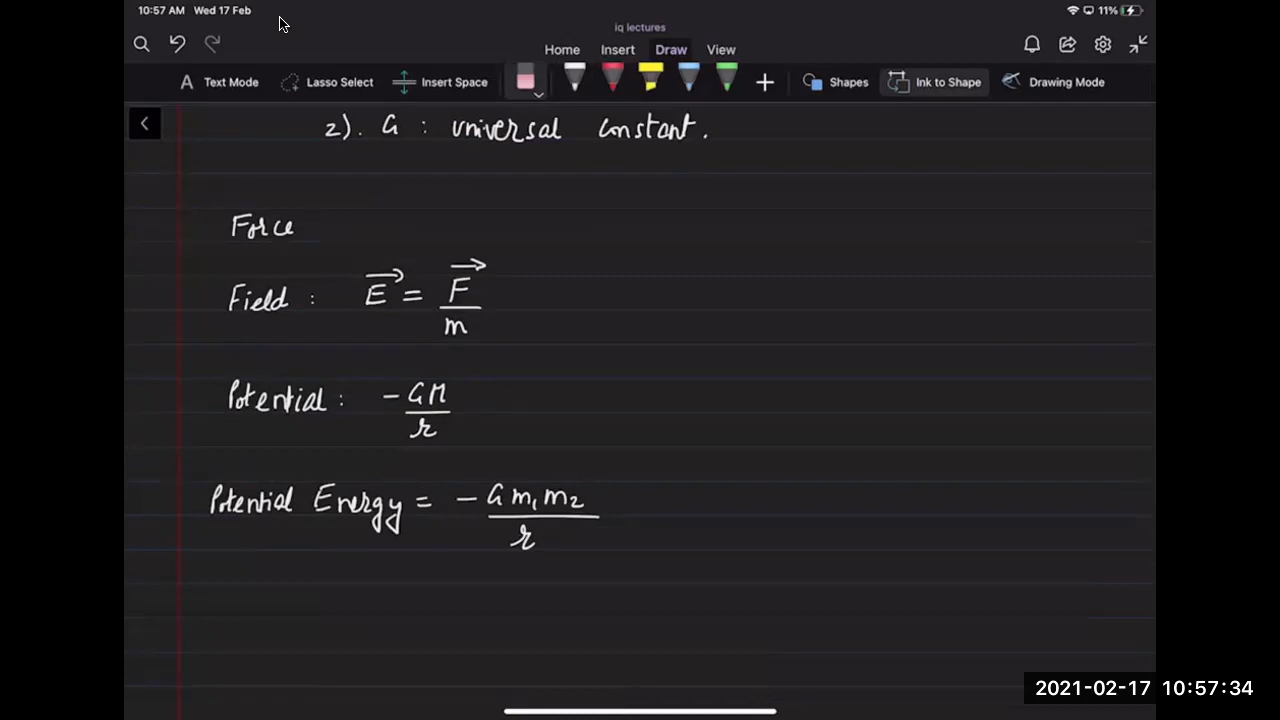 10:57 AM Wed 17 Feb
11%
iq lectures
Home Insert Draw View
Text Mode Lasso Select Insert Space Shapes Ink to Shape Drawing Mode
2). G : universal constant.
Force
Field : E⃗ = F⃗ / m
Potential : - GM / r
Potential Energy = - G m₁ m₂ / r
2021-02-17 10:57:34